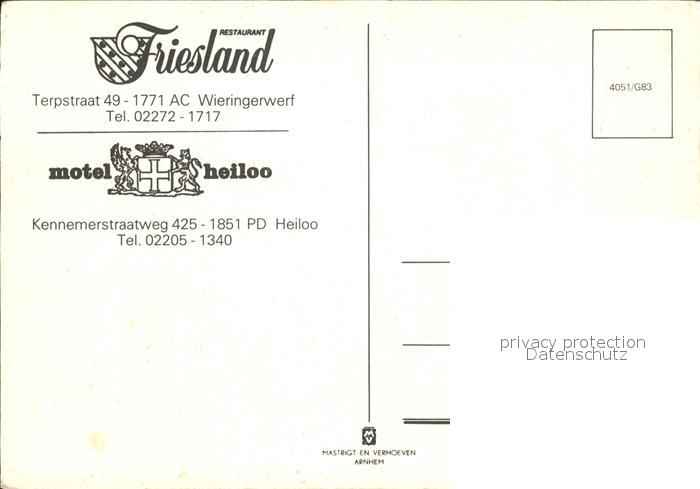 RESTAURANT
Friesland
Terpstraat 49 - 1771 AC Wieringerwerf
Tel. 02272 - 1717
motel heiloo
Kennemerstraatweg 425 - 1851 PD Heiloo
Tel. 02205 - 1340
4051/G83
privacy protection
Datenschutz
MV
MASTRIGT EN VERHOEVEN
ARNHEM